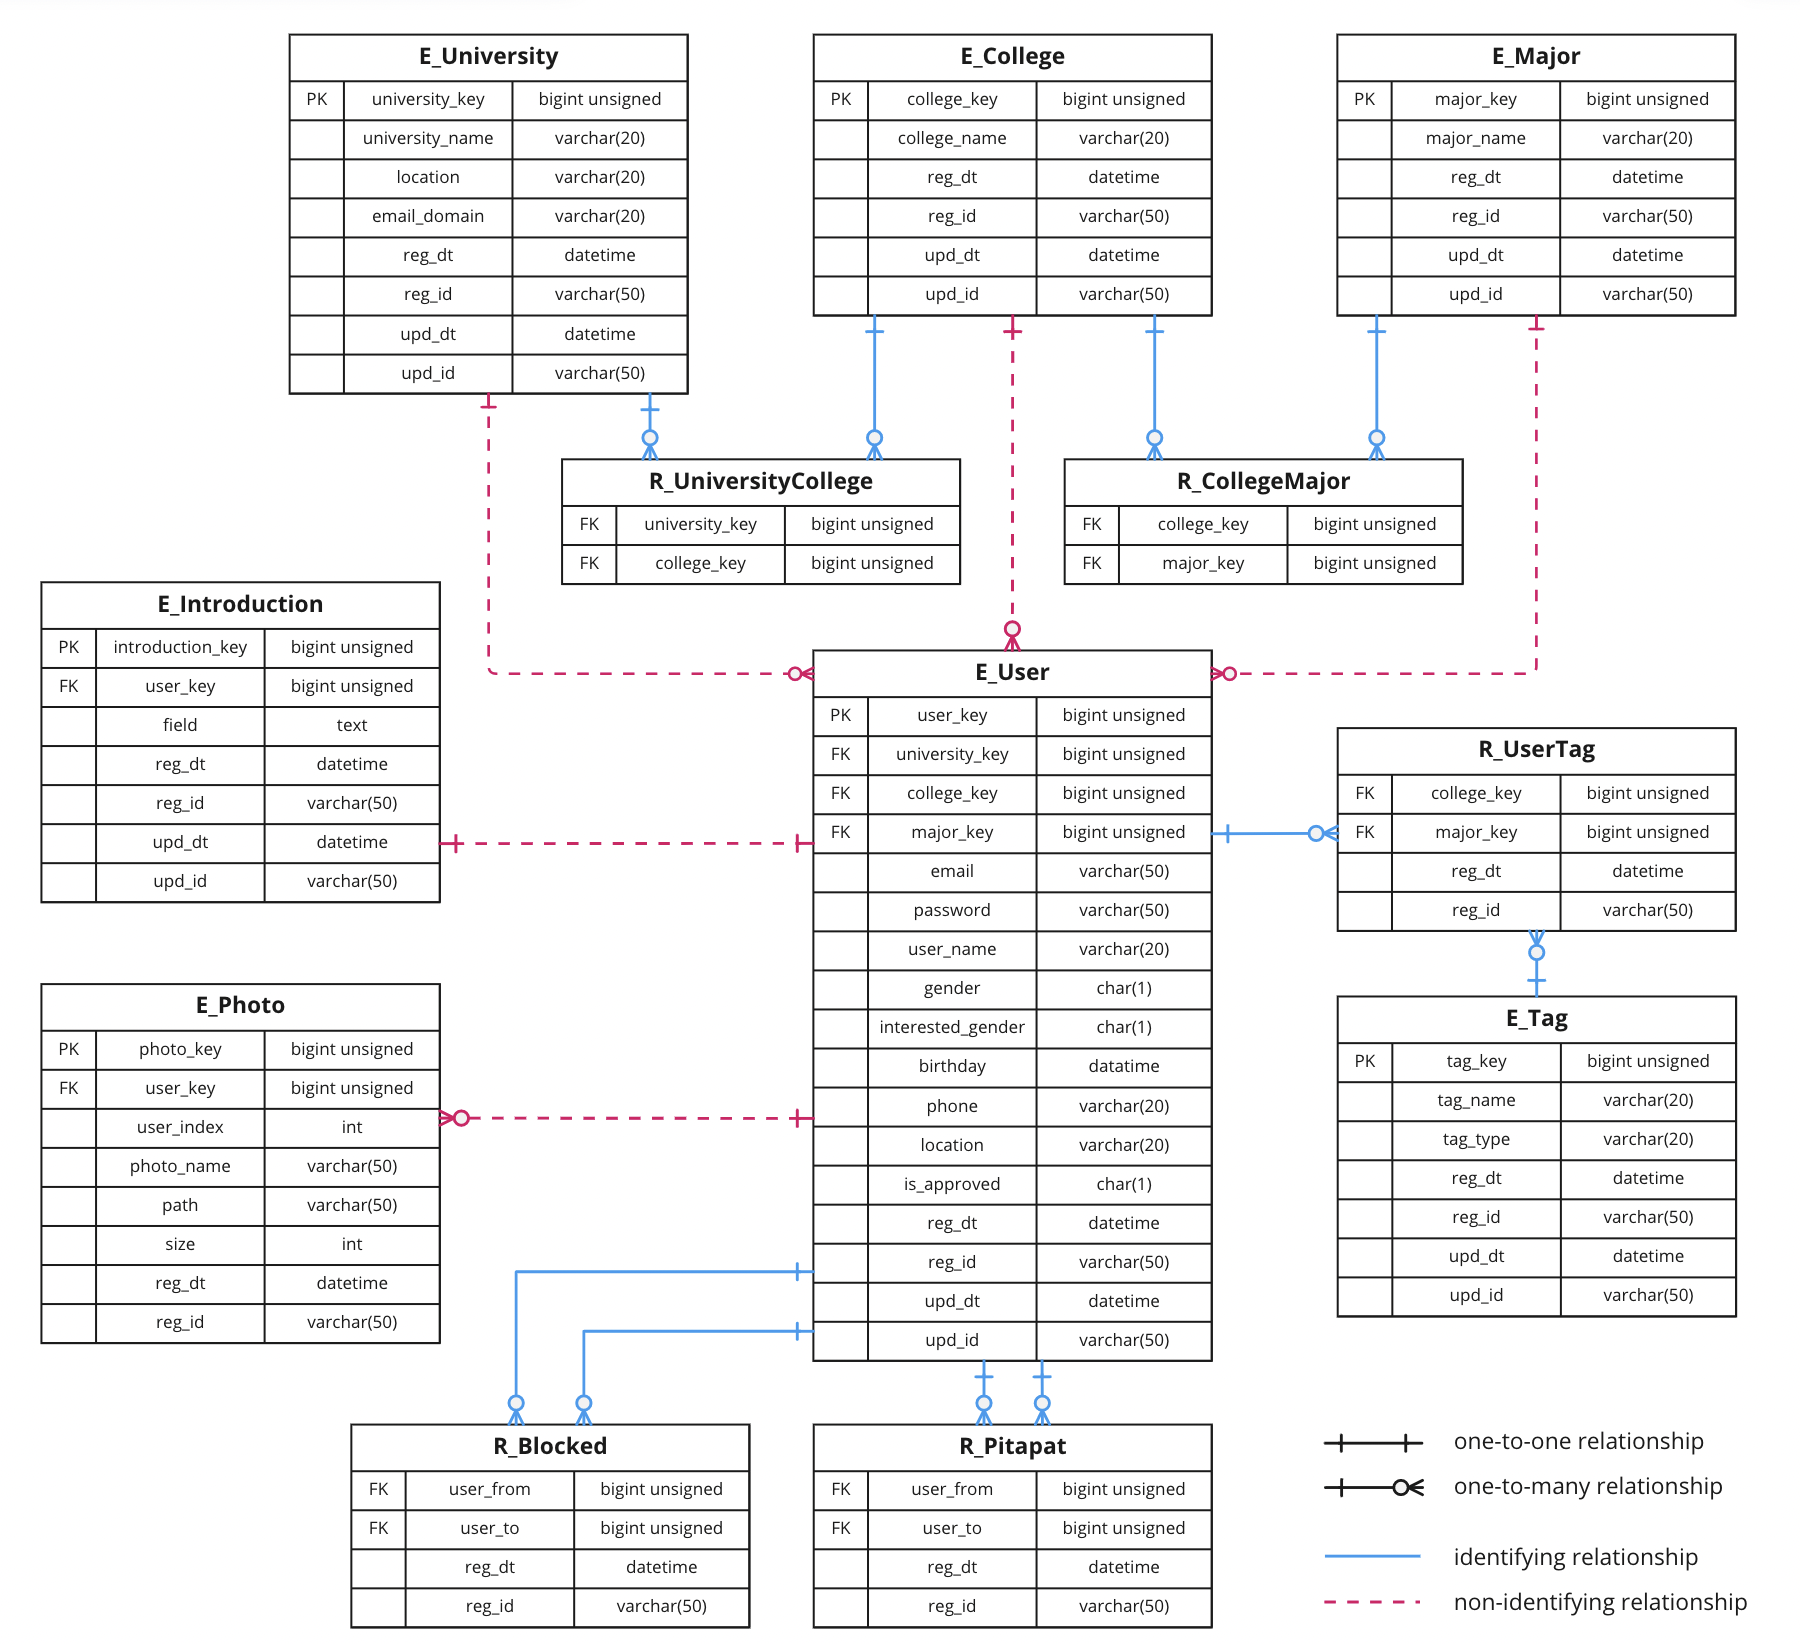 E_University
PK university_key bigint unsigned
university_name varchar(20)
location varchar(20)
email_domain varchar(20)
reg_dt datetime
reg_id varchar(50)
upd_dt datetime
upd_id varchar(50)
E_College
PK college_key bigint unsigned
college_name varchar(20)
reg_dt datetime
reg_id varchar(50)
upd_dt datetime
upd_id varchar(50)
E_Major
PK major_key bigint unsigned
major_name varchar(20)
reg_dt datetime
reg_id varchar(50)
upd_dt datetime
upd_id varchar(50)
R_UniversityCollege
FK university_key bigint unsigned
FK college_key bigint unsigned
R_CollegeMajor
FK college_key bigint unsigned
FK major_key bigint unsigned
E_Introduction
PK introduction_key bigint unsigned
FK user_key bigint unsigned
field text
reg_dt datetime
reg_id varchar(50)
upd_dt datetime
upd_id varchar(50)
E_User
PK user_key bigint unsigned
FK university_key bigint unsigned
FK college_key bigint unsigned
FK major_key bigint unsigned
email varchar(50)
password varchar(50)
user_name varchar(20)
gender char(1)
interested_gender char(1)
birthday datatime
phone varchar(20)
location varchar(20)
is_approved char(1)
reg_dt datetime
reg_id varchar(50)
upd_dt datetime
upd_id varchar(50)
R_UserTag
FK college_key bigint unsigned
FK major_key bigint unsigned
reg_dt datetime
reg_id varchar(50)
E_Photo
PK photo_key bigint unsigned
FK user_key bigint unsigned
user_index int
photo_name varchar(50)
path varchar(50)
size int
reg_dt datetime
reg_id varchar(50)
E_Tag
PK tag_key bigint unsigned
tag_name varchar(20)
tag_type varchar(20)
reg_dt datetime
reg_id varchar(50)
upd_dt datetime
upd_id varchar(50)
R_Blocked
FK user_from bigint unsigned
FK user_to bigint unsigned
reg_dt datetime
reg_id varchar(50)
R_Pitapat
FK user_from bigint unsigned
FK user_to bigint unsigned
reg_dt datetime
reg_id varchar(50)
one-to-one relationship
one-to-many relationship
identifying relationship
non-identifying relationship